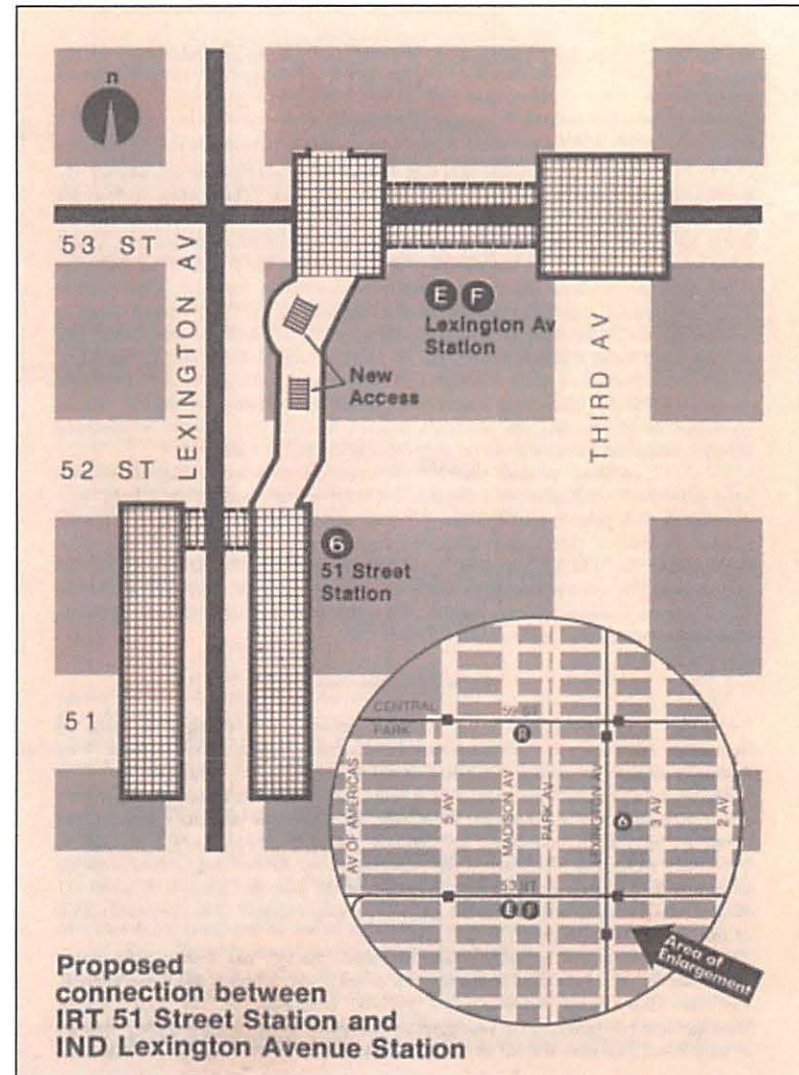 n
53 ST
LEXINGTON AV
E F
Lexington Av
Station
New
Access
THIRD AV
52 ST
6
51 Street
Station
51
CENTRAL
PARK
59 ST
R
AV OF AMERICAS
5 AV
MADISON AV
PARK AV
LEXINGTON AV
6
3 AV
2 AV
53 ST
E F
Area of
Enlargement
Proposed
connection between
IRT 51 Street Station and
IND Lexington Avenue Station